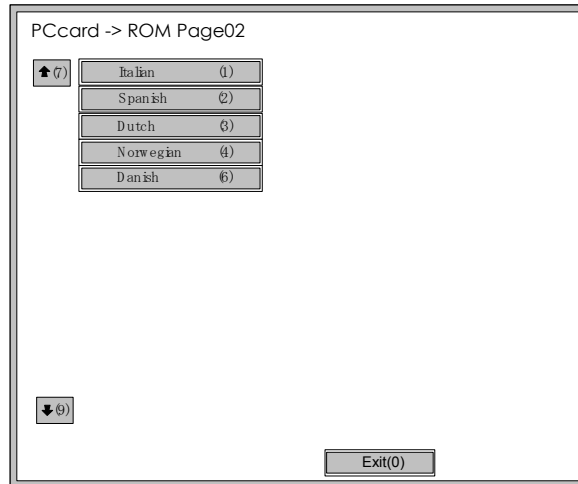 PCcard -> ROM Page02
🡅(7)
Italian (1)
Spanish (2)
Dutch (3)
Norwegian (4)
Danish (6)
🡇(9)
Exit(0)